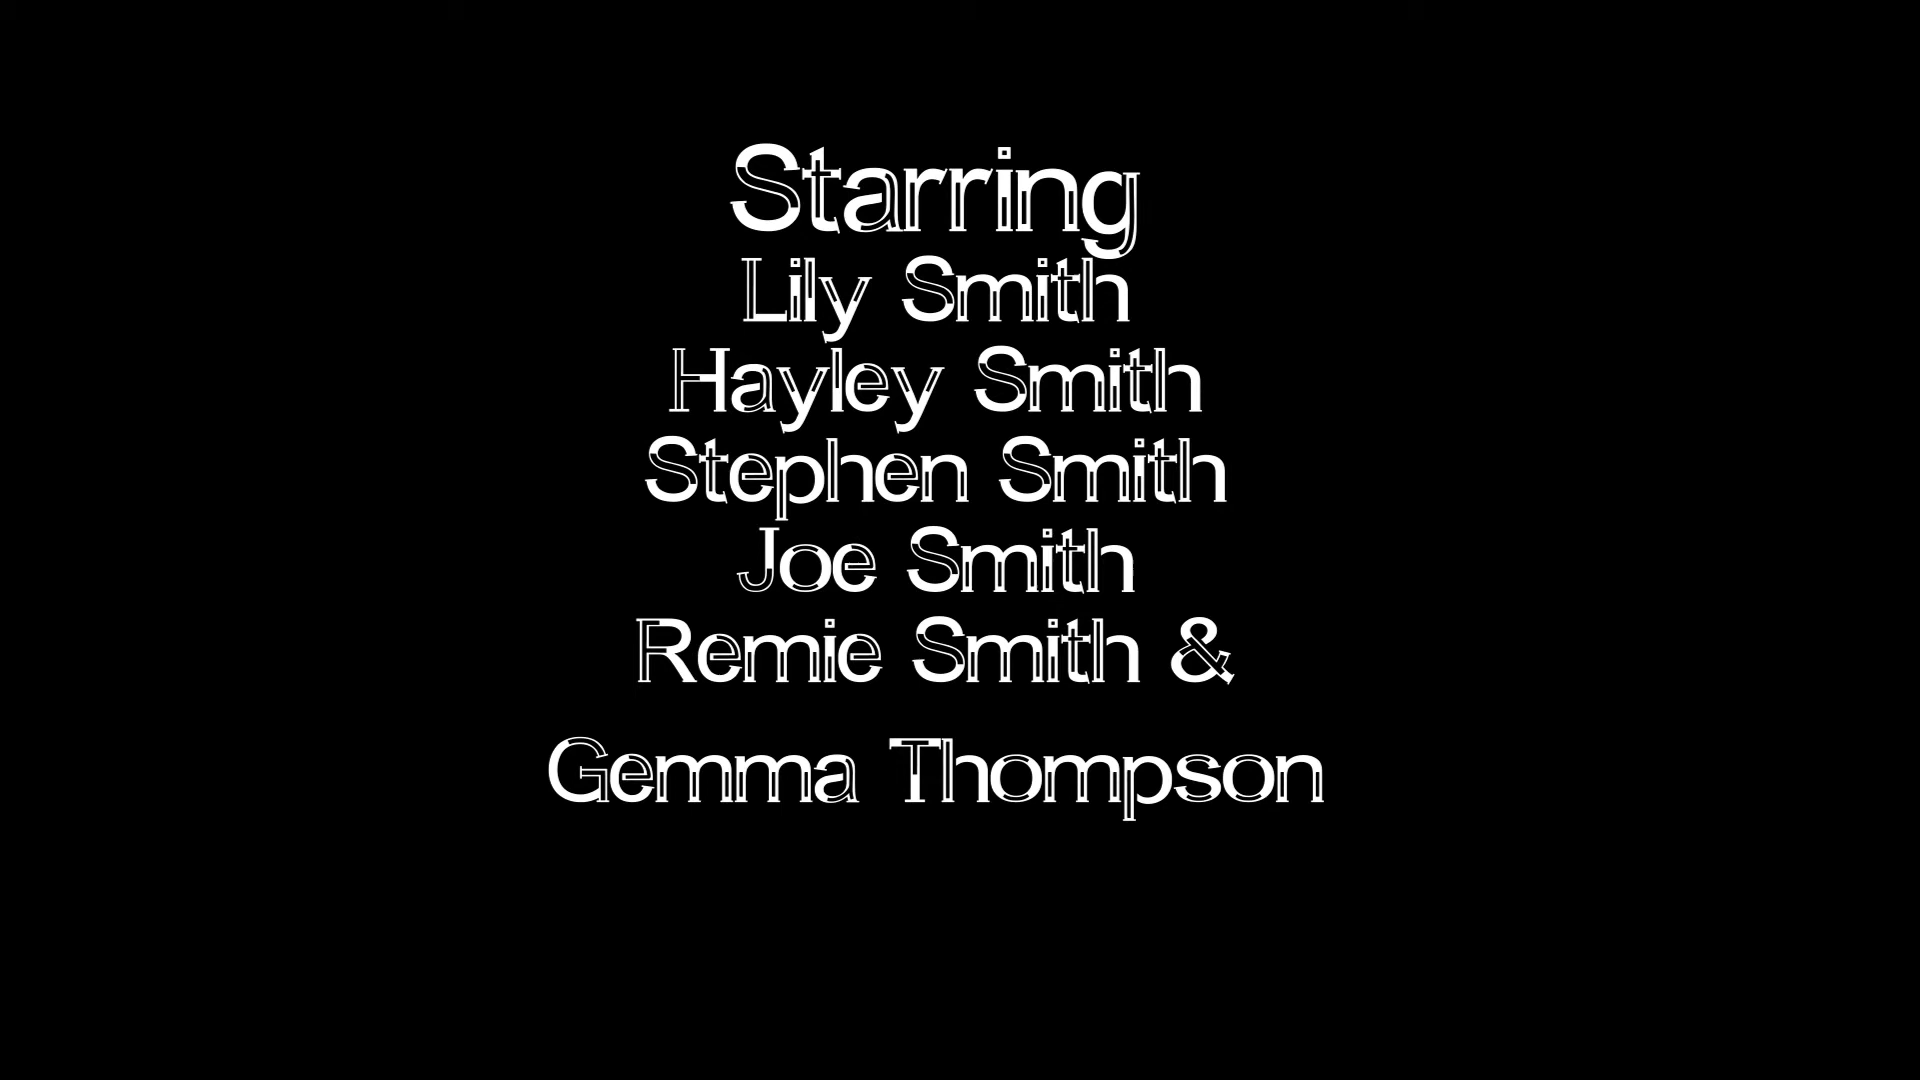 Starring
Lily Smith
Hayley Smith
Stephen Smith
Joe Smith
Remie Smith &
Gemma Thompson